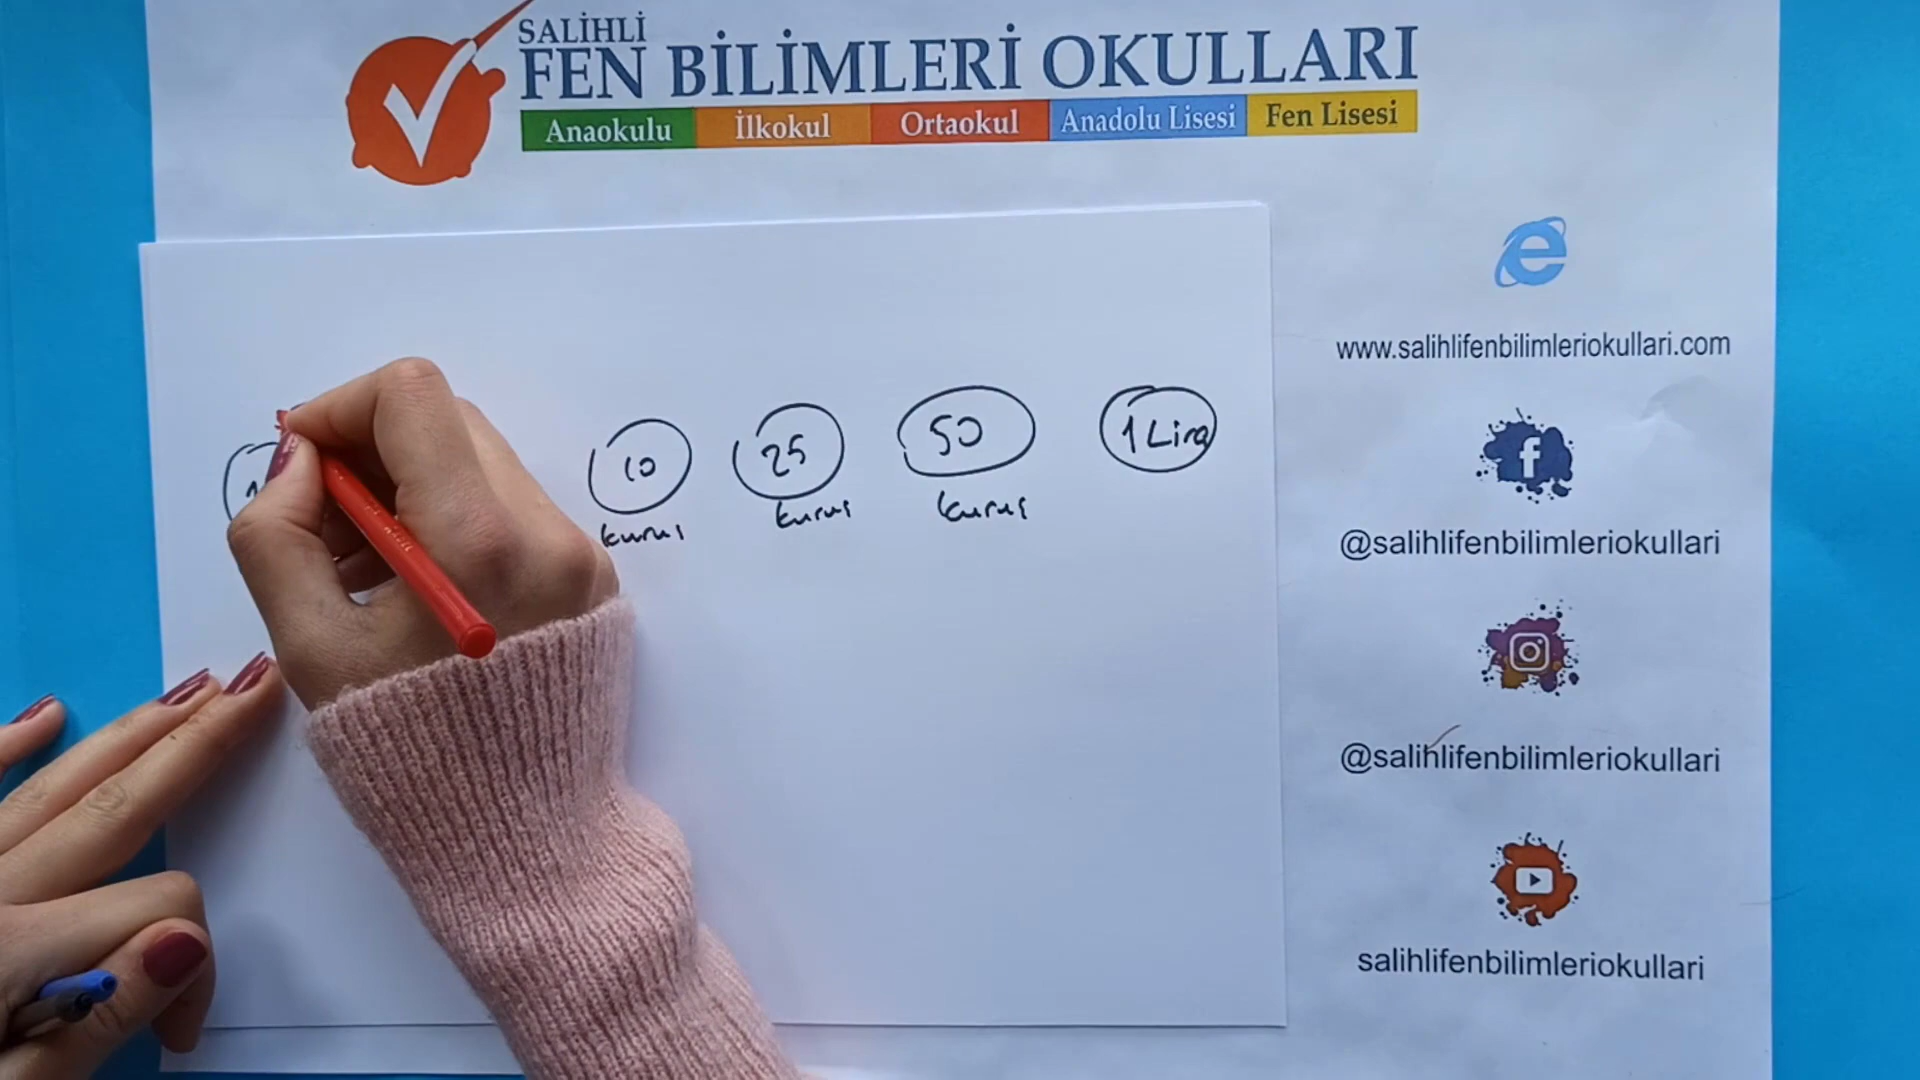 SALİHLİ
FEN BİLİMLERİ OKULLARI
Anaokulu İlkokul Ortaokul Anadolu Lisesi Fen Lisesi
www.salihlifenbilimleriokullari.com
10 25 50 1 Lira
kuruş kuruş kuruş
@salihlifenbilimleriokullari
@salihlifenbilimleriokullari
salihlifenbilimleriokullari